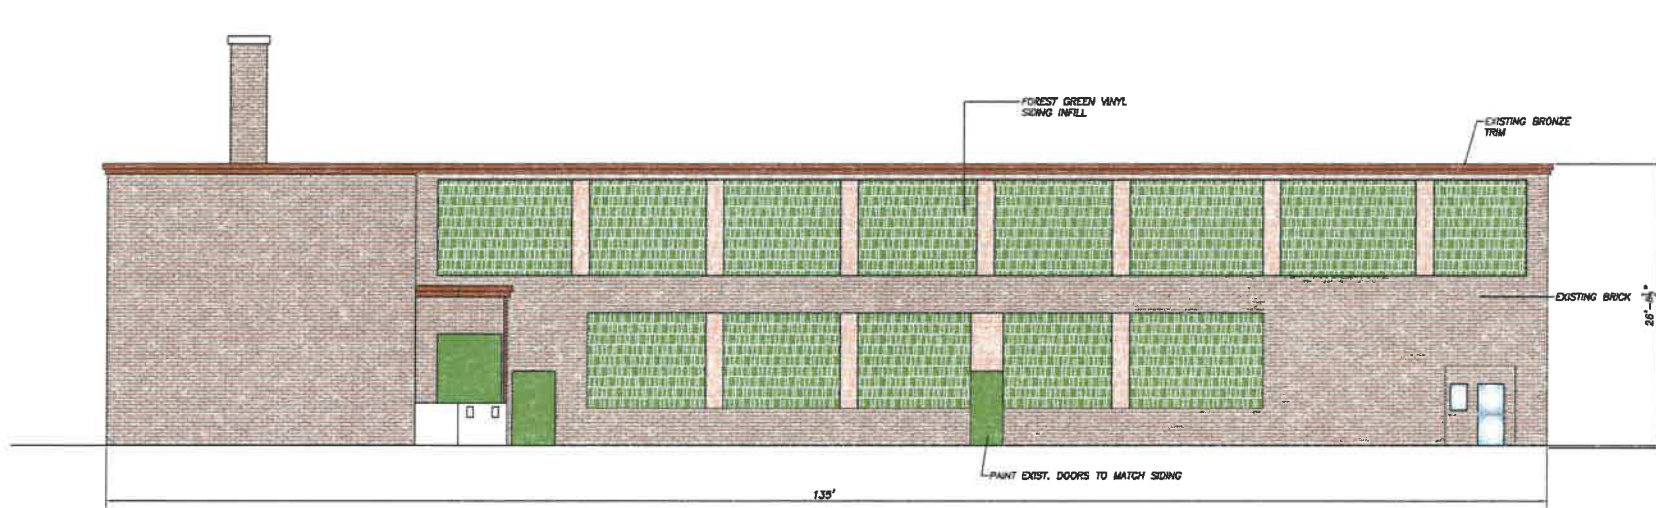 FOREST GREEN VINYL
SIDING INFILL
EXISTING BRONZE
TRIM
EXISTING BRICK
PAINT EXIST. DOORS TO MATCH SIDING
135'